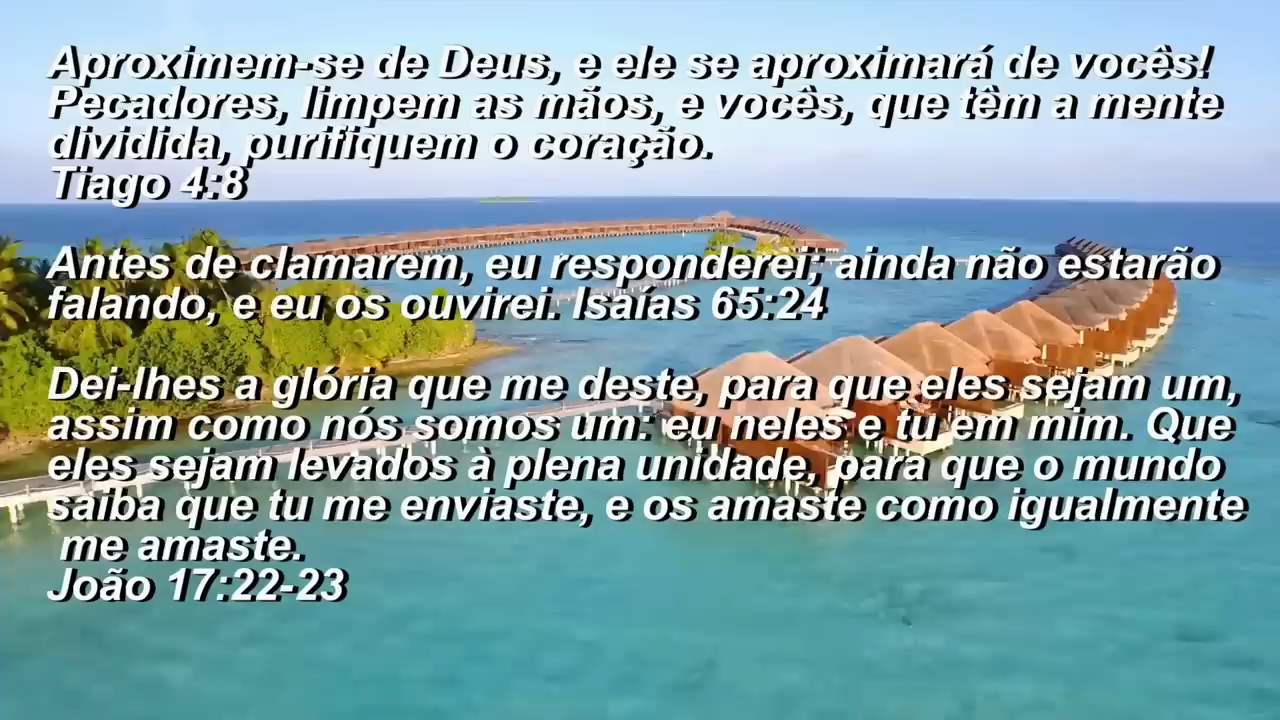 Aproximem-se de Deus, e ele se aproximará de vocês!
Pecadores, limpem as mãos, e vocês, que têm a mente
dividida, purifiquem o coração.
Tiago 4:8
Antes de clamarem, eu responderei; ainda não estarão
falando, e eu os ouvirei. Isaías 65:24
Dei-lhes a glória que me deste, para que eles sejam um,
assim como nós somos um: eu neles e tu em mim. Que
eles sejam levados à plena unidade, para que o mundo
saiba que tu me enviaste, e os amaste como igualmente
me amaste.
João 17:22-23